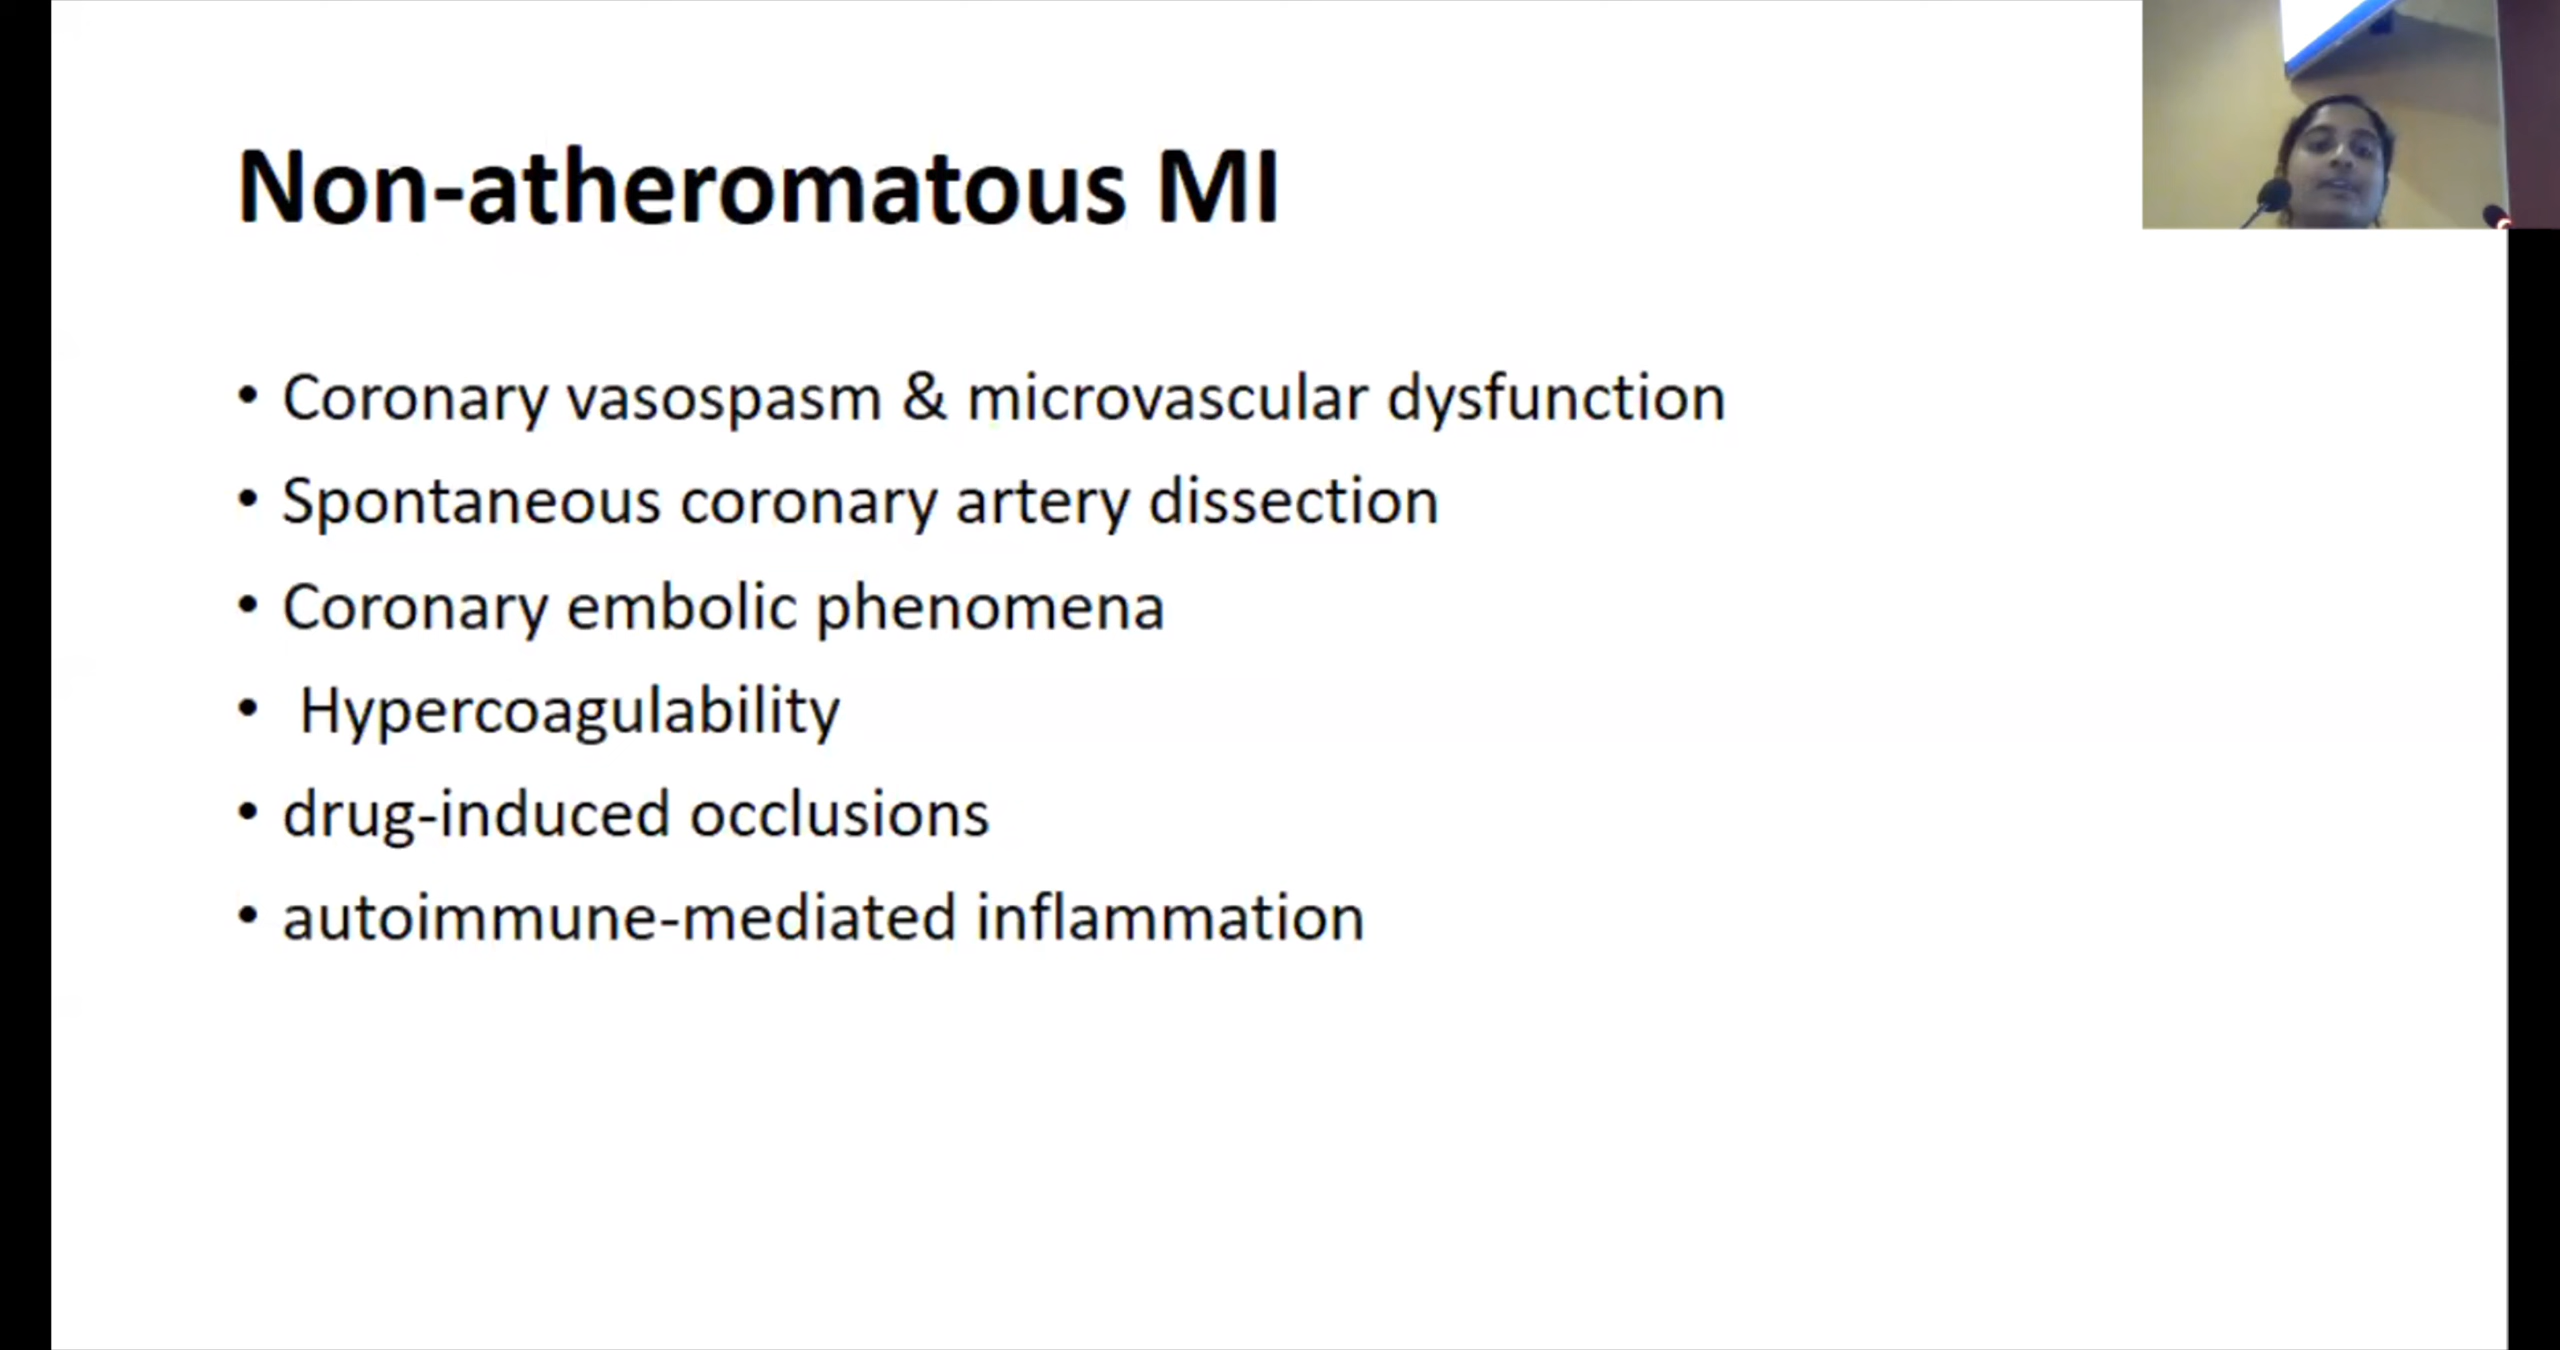 Non-atheromatous MI
• Coronary vasospasm & microvascular dysfunction
• Spontaneous coronary artery dissection
• Coronary embolic phenomena
• Hypercoagulability
• drug-induced occlusions
• autoimmune-mediated inflammation